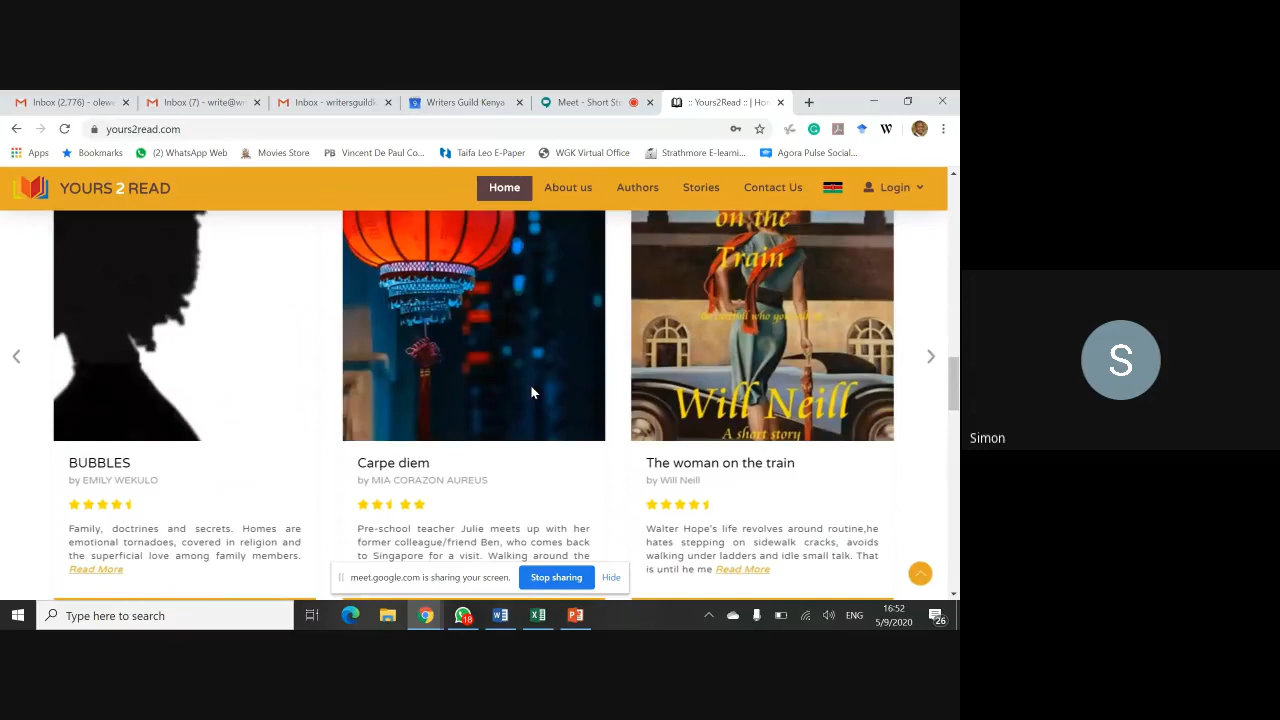 Inbox (2,776) - olew
Inbox (7) - write@wr
Inbox - writersguildk
Writers Guild Kenya
Meet - Short St
:: Yours2Read :: | Ho
yours2read.com
Apps
Bookmarks
(2) WhatsApp Web
Movies Store
PB Vincent De Paul Co...
Taifa Leo E-Paper
WGK Virtual Office
Strathmore E-learni...
Agora Pulse Social...
YOURS 2 READ
Home
About us
Authors
Stories
Contact Us
Login
on the
Train
Will Neill
A short story
BUBBLES
by EMILY WEKULO
Family, doctrines and secrets. Homes are
emotional tornadoes, covered in religion and
the superficial love among family members.
Read More
Carpe diem
by MIA CORAZON AUREUS
Pre-school teacher Julie meets up with her
former colleague/friend Ben, who comes back
to Singapore for a visit. Walking around the
The woman on the train
by Will Neill
Walter Hope's life revolves around routine,he
hates stepping on sidewalk cracks, avoids
walking under ladders and idle small talk. That
is until he me Read More
meet.google.com is sharing your screen.
Stop sharing
Hide
Type here to search
18
ENG
16:52
5/9/2020
26
S
Simon